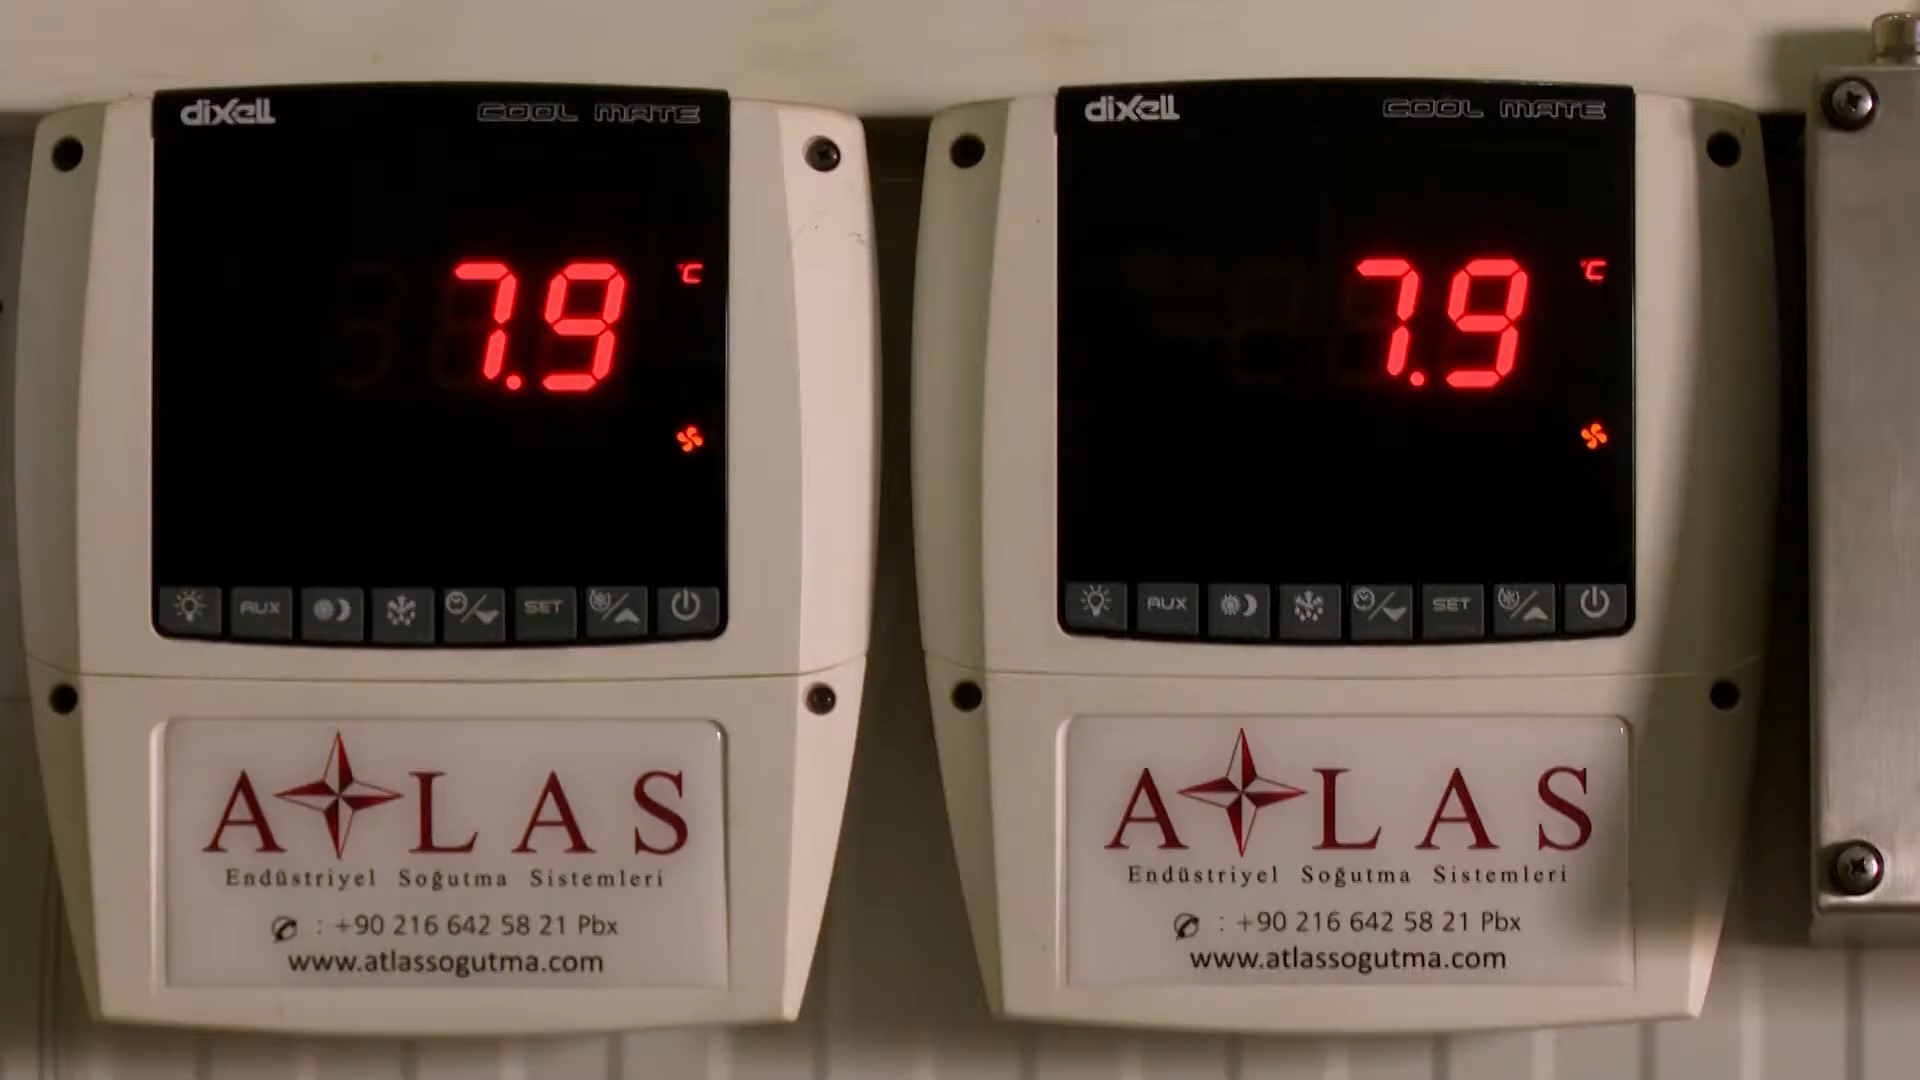 dixell COOL MATE
7.9 °C
AUX SET
ATLAS
Endüstriyel Soğutma Sistemleri
: +90 216 642 58 21 Pbx
www.atlassogutma.com
dixell COOL MATE
7.9 °C
AUX SET
ATLAS
Endüstriyel Soğutma Sistemleri
: +90 216 642 58 21 Pbx
www.atlassogutma.com